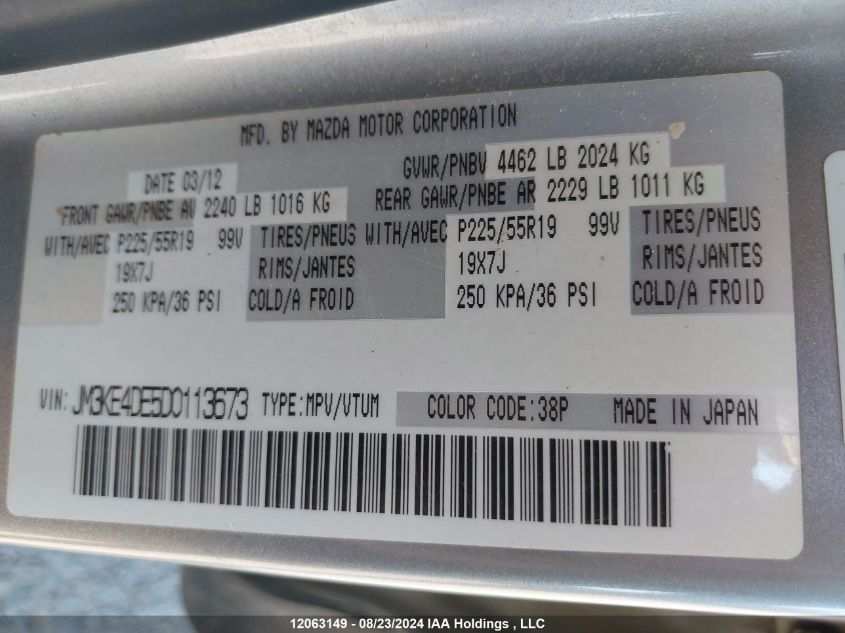 MFD. BY MAZDA MOTOR CORPORATION
DATE 03/12 GVWR/PNBV 4462 LB 2024 KG
FRONT GAWR/PNBE AV 2240 LB 1016 KG REAR GAWR/PNBE AR 2229 LB 1011 KG
WITH/AVEC P225/55R19 99V TIRES/PNEUS WITH/AVEC P225/55R19 99V TIRES/PNEUS
19X7J RIMS/JANTES 19X7J RIMS/JANTES
250 KPA/36 PSI COLD/A FROID 250 KPA/36 PSI COLD/A FROID
VIN: JM3KE4DE5D0113673 TYPE:MPV/VTUM COLOR CODE:38P MADE IN JAPAN
12063149 - 08/23/2024 IAA Holdings , LLC